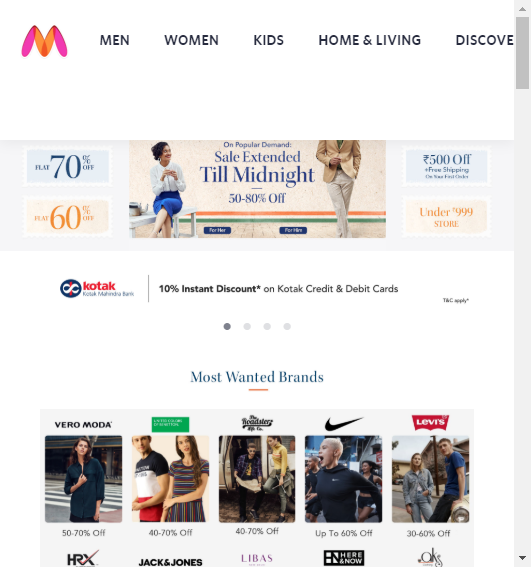 MEN WOMEN KIDS HOME & LIVING DISCOVE
FLAT 70% OFF
On Popular Demand:
Sale Extended
Till Midnight
50-80% Off
For Her For Him
₹500 Off
+Free Shipping
On Your First Order
FLAT 60% OFF
Under ₹999
STORE
kotak
Kotak Mahindra Bank
10% Instant Discount* on Kotak Credit & Debit Cards
T&C apply*
Most Wanted Brands
VERO MODA
UNITED COLORS OF BENETTON
The Roadster Life Co.
LEVI'S
50-70% Off 40-70% Off 40-70% Off Up To 60% Off 30-60% Off
HRX JACK&JONES LIBAS HERE&NOW